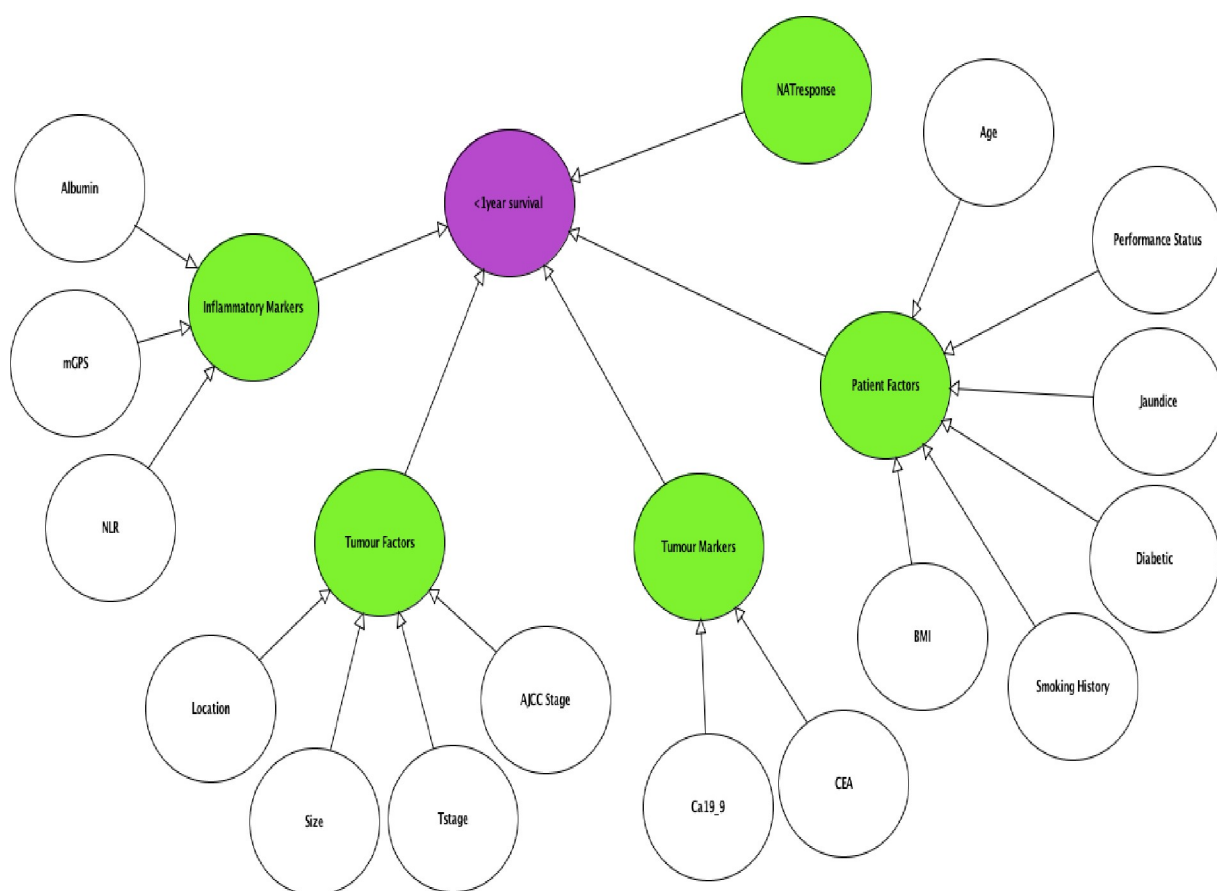 NATresponse
Age
Albumin
<1year survival
Performance Status
Inflammatory Markers
mGPS
Patient Factors
Jaundice
NLR
Tumour Factors
Tumour Markers
Diabetic
BMI
Smoking History
Location
AJCC Stage
Size
Tstage
Ca19_9
CEA